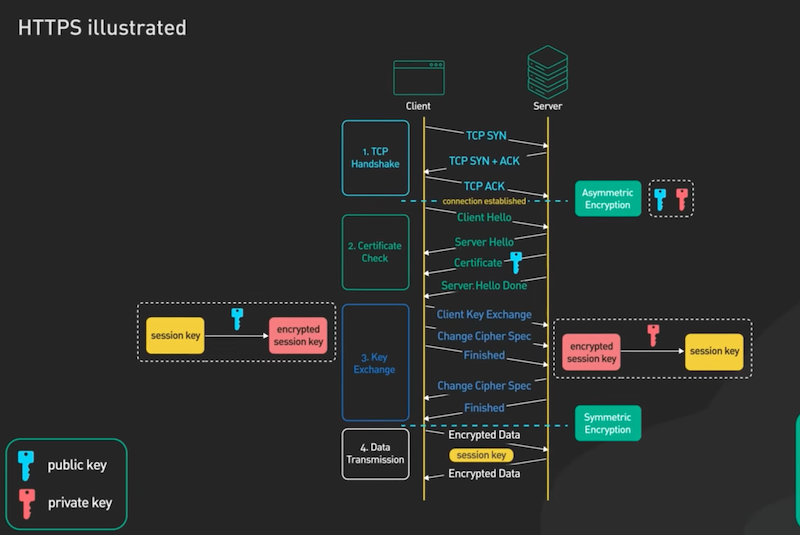 HTTPS illustrated
Client
Server
1. TCP
Handshake
TCP SYN
TCP SYN + ACK
TCP ACK
connection established
Asymmetric
Encryption
2. Certificate
Check
Client Hello
Server Hello
Certificate
Server Hello Done
session key
encrypted
session key
3. Key
Exchange
Client Key Exchange
Change Cipher Spec
Finished
Change Cipher Spec
Finished
encrypted
session key
session key
Symmetric
Encryption
4. Data
Transmission
Encrypted Data
session key
Encrypted Data
public key
private key